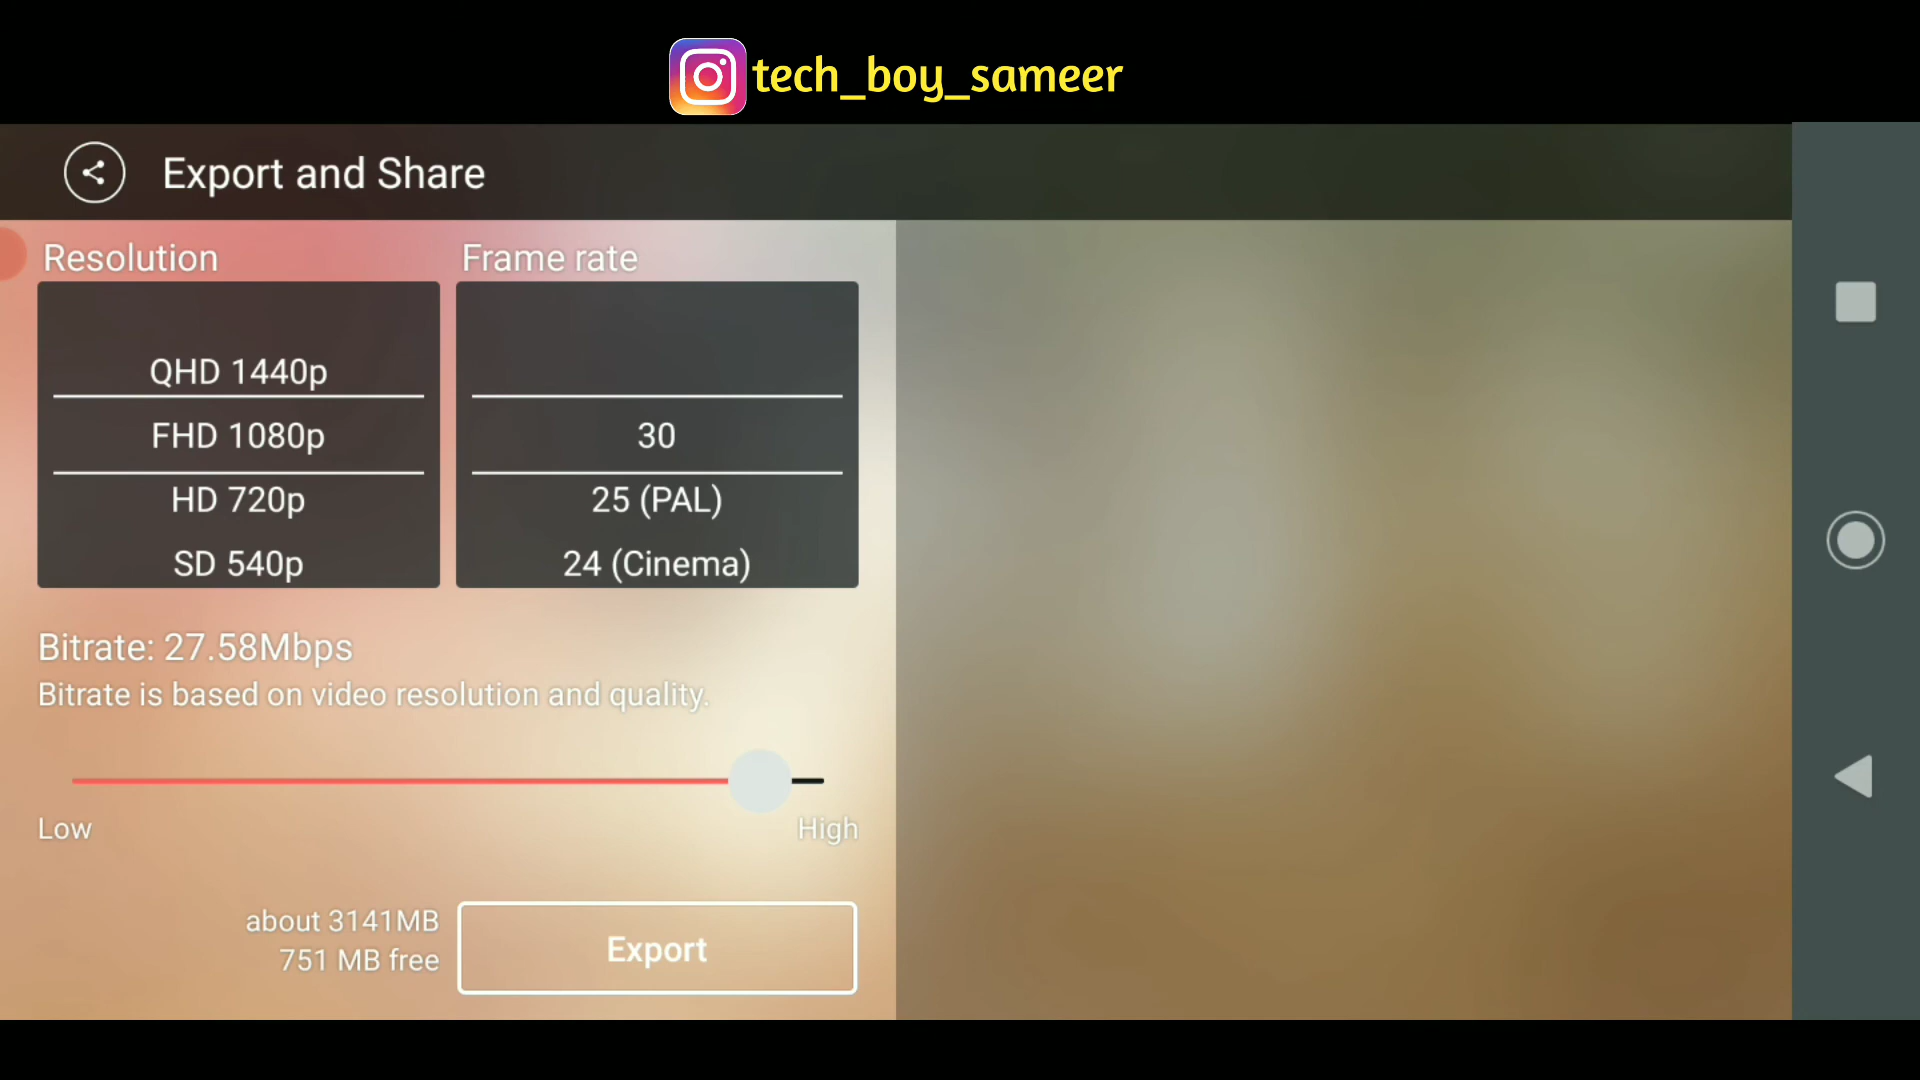 tech_boy_sameer
Export and Share
Resolution
Frame rate
QHD 1440p
FHD 1080p
HD 720p
SD 540p
30
25 (PAL)
24 (Cinema)
Bitrate: 27.58Mbps
Bitrate is based on video resolution and quality.
Low
High
about 3141MB
751 MB free
Export